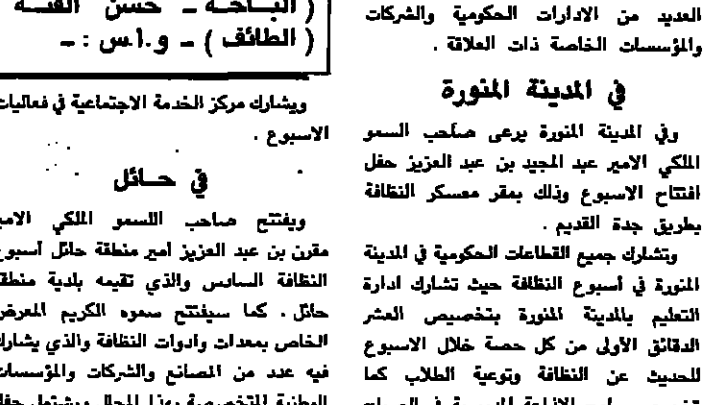 العديد من الادارات الحكومية والشركات
والمؤسسات الخاصة ذات العلاقة .
في المدينة المنورة
وفي المدينة المنورة يرعى صاحب السمو
الملكي الامير عبد المجيد بن عبد العزيز حفل
افتتاح الاسبوع وذلك بمقر معسكر النظافة
بطريق جدة القديم .
وتشارك جميع القطاعات الحكومية في المدينة
المنورة في أسبوع النظافة حيث تشارك ادارة
التعليم بالمدينة المنورة بتخصيص العشر
الدقائق الأولى من كل حصة خلال الاسبوع
للحديث عن النظافة وتوعية الطلاب كما
( الباحة ـ حسن
( الطائف ) ـ و.ا.س : ـ
ويشارك مركز الخدمة الاجتماعية في فعاليات
الاسبوع .
في حـائل
ويفتتح صاحب اللسمو الملكي الامير
مقرن بن عبد العزيز امير منطقة حائل أسبوع
النظافة السادس والذي تقيمه بلدية منطقة
حائل . كما سيفتتح سموه الكريم المعرض
الخاص بمعدات وادوات النظافة والذي يشارك
فيه عدد من المصانع والشركات والمؤسسات
الوطنية المتخصصة بهذا المجال ويشتمل حفل